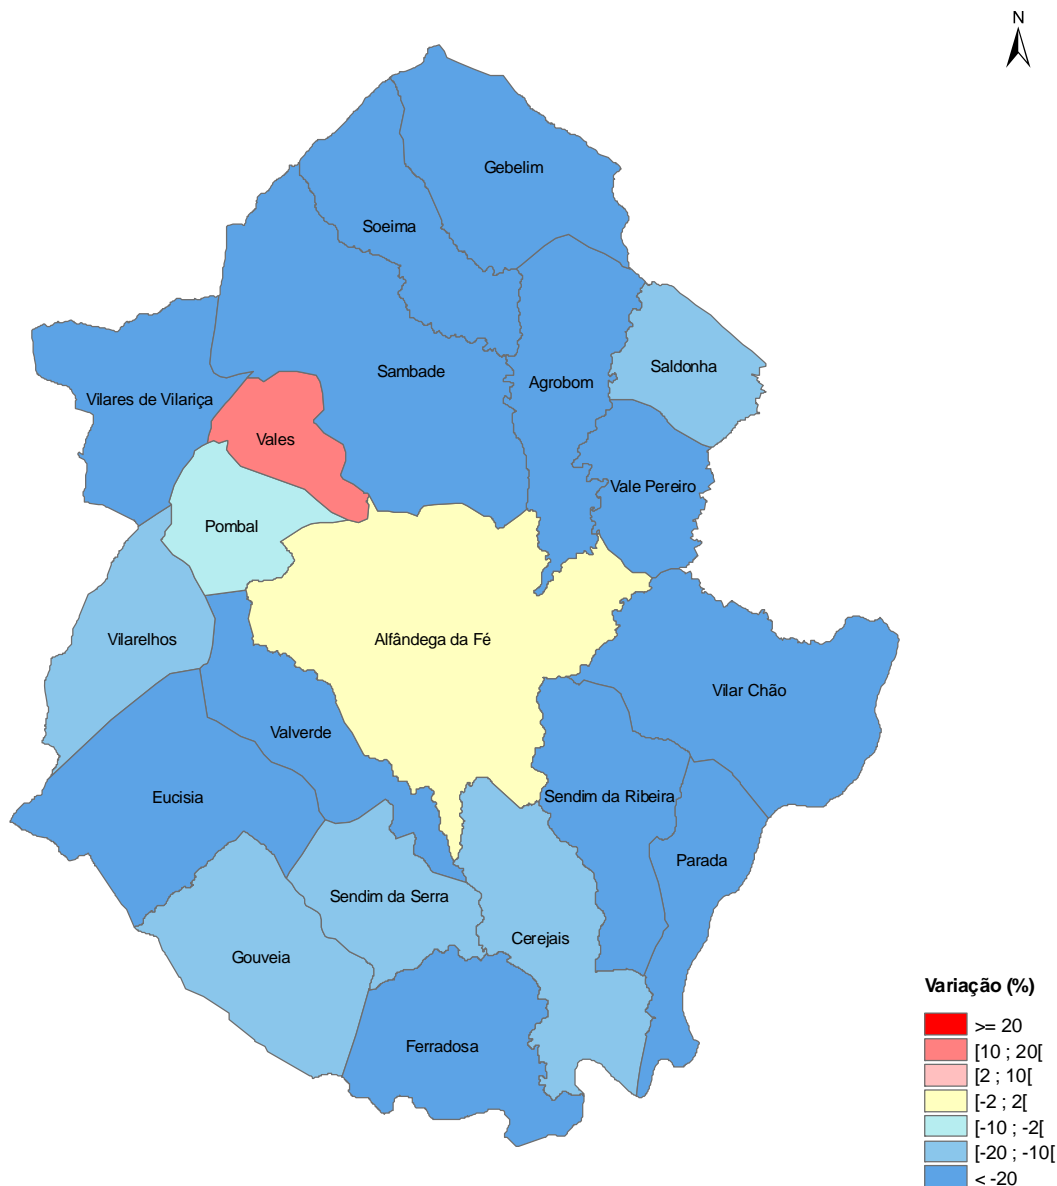 N
Gebelim
Soeima
Saldonha
Sambade
Agrobom
Vilares de Vilariça
Vales
Vale Pereiro
Pombal
Vilarelhos
Alfândega da Fé
Vilar Chão
Valverde
Eucisia
Sendim da Ribeira
Parada
Sendim da Serra
Cerejais
Gouveia
Ferradosa
Variação (%)
>= 20
[10 ; 20[
[2 ; 10[
[-2 ; 2[
[-10 ; -2[
[-20 ; -10[
< -20